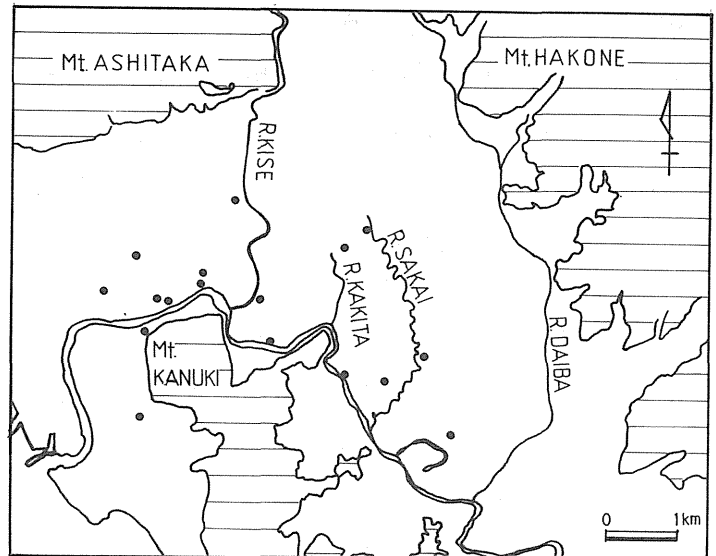 Mt. ASHITAKA
Mt. HAKONE
R.KISE
R.SAKAI
R.KAKITA
R.DAIBA
Mt.
KANUKI
0 1km